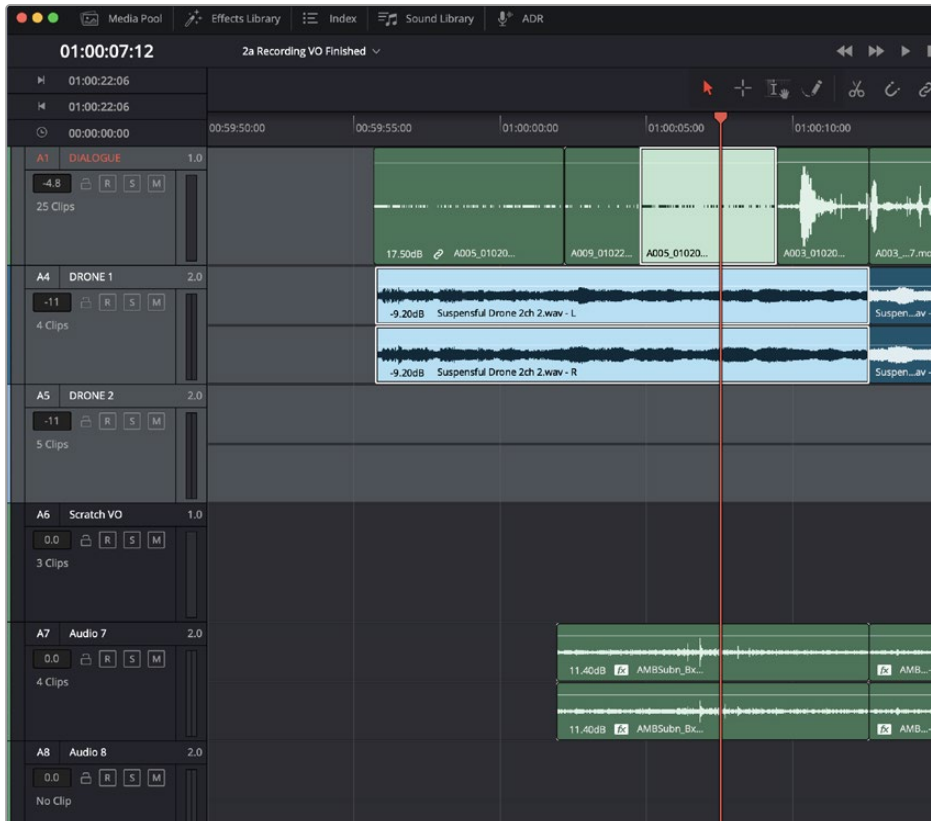 Media Pool Effects Library Index Sound Library ADR
01:00:07:12 2a Recording VO Finished
01:00:22:06
01:00:22:06
00:00:00:00 00:59:50:00 00:59:55:00 01:00:00:00 01:00:05:00 01:00:10:00
A1 DIALOGUE 1.0
-4.8 R S M
25 Clips
17.50dB A005_01020... A009_01022... A005_01020... A003_01020... A003_...7.mo
A4 DRONE 1 2.0
-11 R S M
-9.20dB Suspensful Drone 2ch 2.wav - L Suspen...av -
4 Clips
-9.20dB Suspensful Drone 2ch 2.wav - R Suspen...av -
A5 DRONE 2 2.0
-11 R S M
5 Clips
A6 Scratch VO 1.0
0.0 R S M
3 Clips
A7 Audio 7 2.0
0.0 R S M
11.40dB fx AMBSubn_Bx... fx AMB...-
4 Clips
11.40dB fx AMBSubn_Bx... fx AMB...-
A8 Audio 8 2.0
0.0 R S M
No Clip